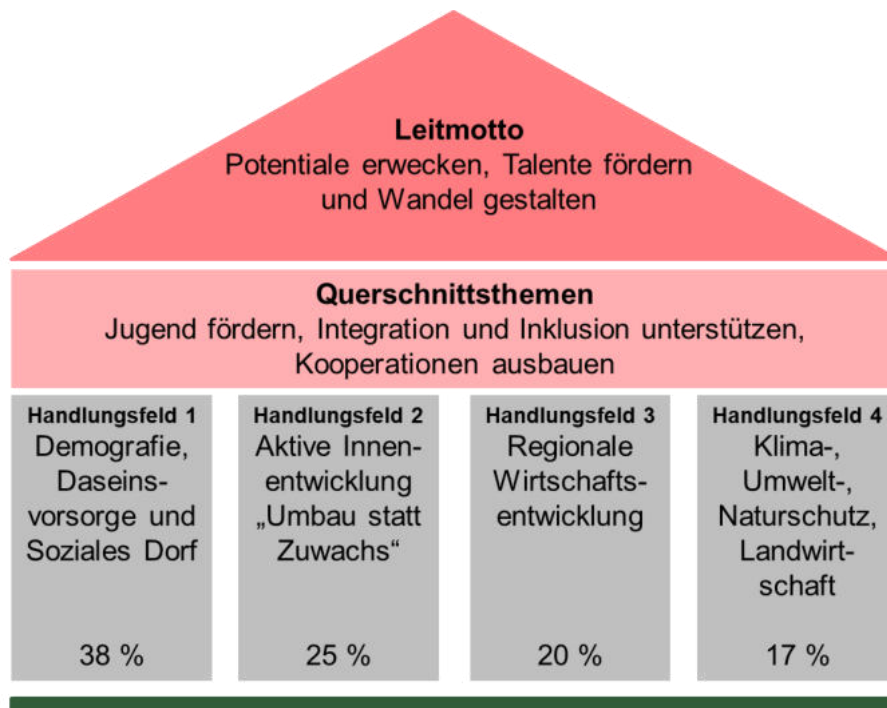 Leitmotto
Potentiale erwecken, Talente fördern
und Wandel gestalten
Querschnittsthemen
Jugend fördern, Integration und Inklusion unterstützen,
Kooperationen ausbauen
Handlungsfeld 1
Demografie,
Daseins-
vorsorge und
Soziales Dorf
38 %
Handlungsfeld 2
Aktive Innen-
entwicklung
„Umbau statt
Zuwachs“
25 %
Handlungsfeld 3
Regionale
Wirtschafts-
entwicklung
20 %
Handlungsfeld 4
Klima-,
Umwelt-,
Naturschutz,
Landwirt-
schaft
17 %